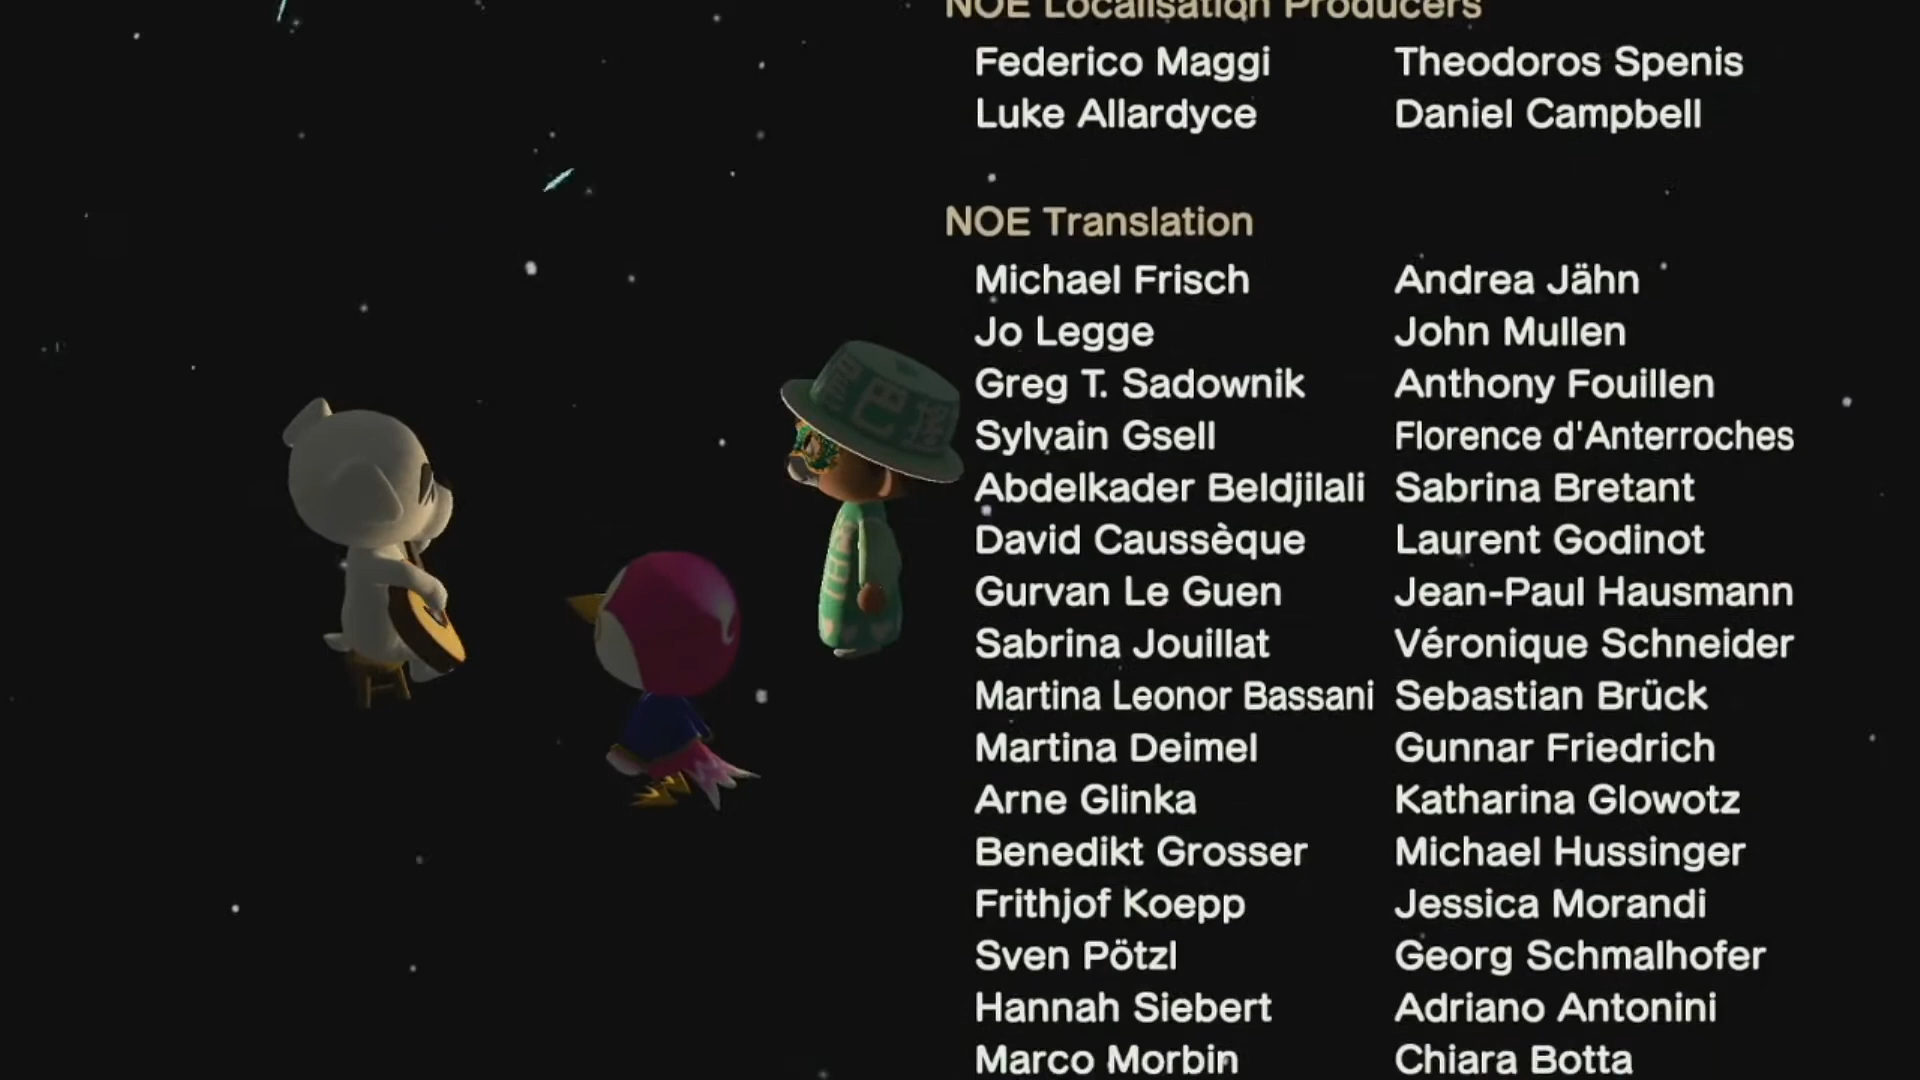 NOE Localisation Producers
Federico Maggi Theodoros Spenis
Luke Allardyce Daniel Campbell
NOE Translation
Michael Frisch Andrea Jähn
Jo Legge John Mullen
Greg T. Sadownik Anthony Fouillen
Sylvain Gsell Florence d'Anterroches
Abdelkader Beldjilali Sabrina Bretant
David Caussèque Laurent Godinot
Gurvan Le Guen Jean-Paul Hausmann
Sabrina Jouillat Véronique Schneider
Martina Leonor Bassani Sebastian Brück
Martina Deimel Gunnar Friedrich
Arne Glinka Katharina Glowotz
Benedikt Grosser Michael Hussinger
Frithjof Koepp Jessica Morandi
Sven Pötzl Georg Schmalhofer
Hannah Siebert Adriano Antonini
Marco Morbin Chiara Botta